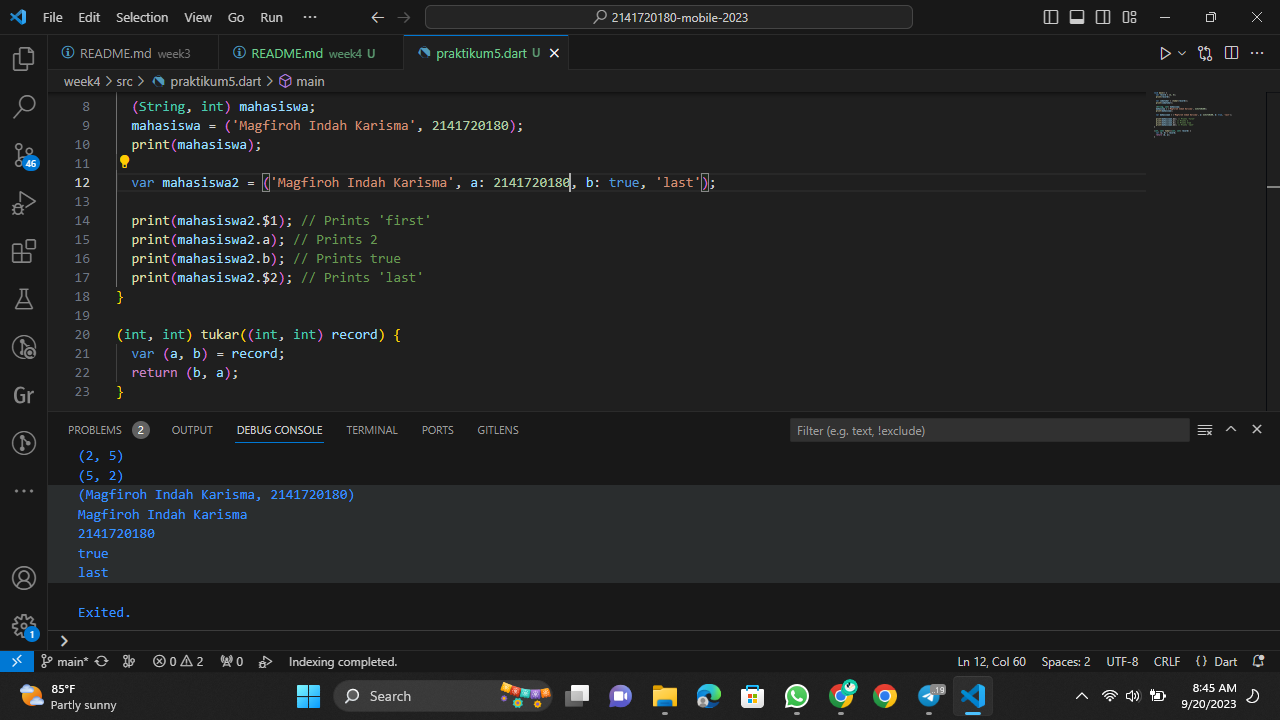 File Edit Selection View Go Run ··· 2141720180-mobile-2023
README.md week3 README.md week4 U praktikum5.dart U
week4 > src > praktikum5.dart > main
8 (String, int) mahasiswa;
9 mahasiswa = ('Magfiroh Indah Karisma', 2141720180);
10 print(mahasiswa);
11
12 var mahasiswa2 = ('Magfiroh Indah Karisma', a: 2141720180, b: true, 'last');
13
14 print(mahasiswa2.$1); // Prints 'first'
15 print(mahasiswa2.a); // Prints 2
16 print(mahasiswa2.b); // Prints true
17 print(mahasiswa2.$2); // Prints 'last'
18 }
19
20 (int, int) tukar((int, int) record) {
21 var (a, b) = record;
22 return (b, a);
23 }
46
Gr
1
PROBLEMS 2 OUTPUT DEBUG CONSOLE TERMINAL PORTS GITLENS Filter (e.g. text, !exclude)
(2, 5)
(5, 2)
(Magfiroh Indah Karisma, 2141720180)
Magfiroh Indah Karisma
2141720180
true
last
Exited.
main* 0 2 0 Indexing completed. Ln 12, Col 60 Spaces: 2 UTF-8 CRLF Dart
85°F
Partly sunny
Search
19
8:45 AM
9/20/2023